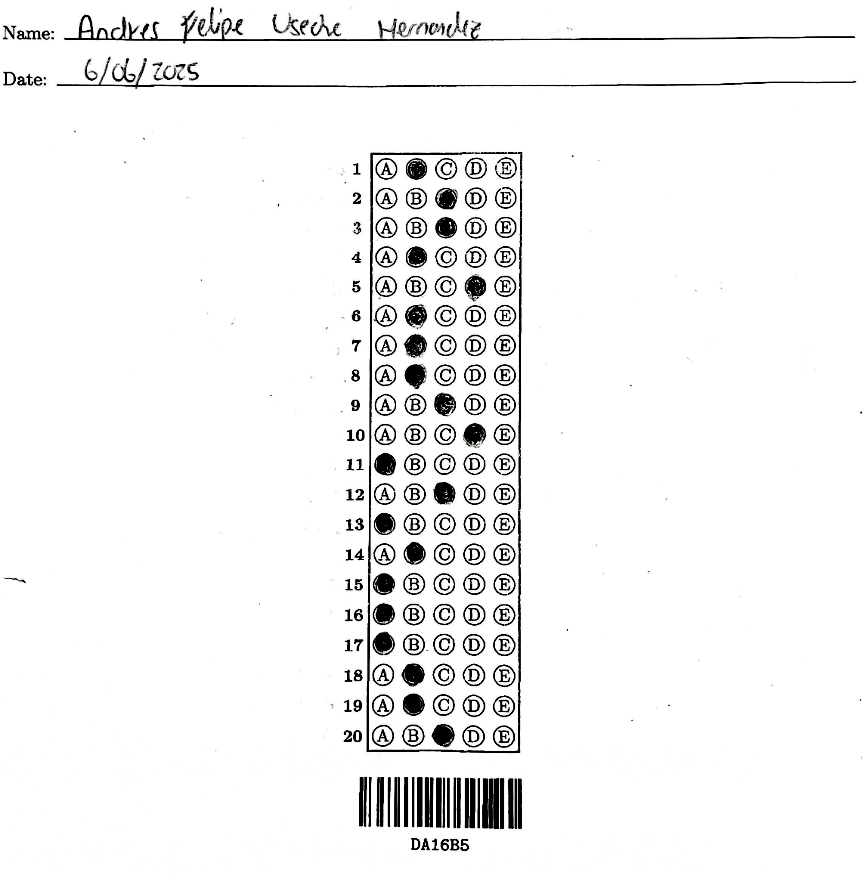 Name: Andres Felipe Useche Hernandez
Date: 6/06/2025
1 A C D E
2 A B D E
3 A B D E
4 A C D E
5 A B C E
6 A C D E
7 A C D E
8 A C D E
9 A B D E
10 A B C E
11 B C D E
12 A B D E
13 B C D E
14 A C D E
15 B C D E
16 B C D E
17 B C D E
18 A C D E
19 A C D E
20 A B D E
DA16B5